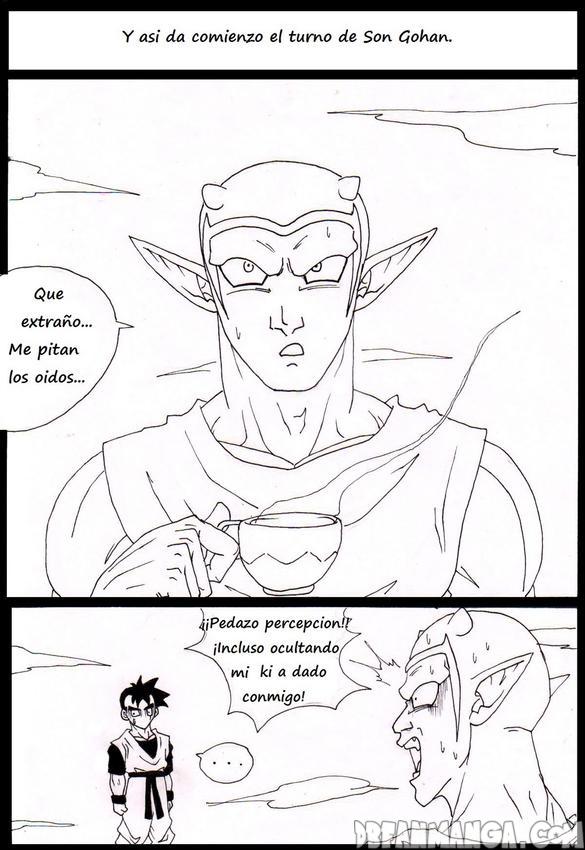 Y asi da comienzo el turno de Son Gohan.
Que
extraño...
Me pitan
los oidos...
¡¡Pedazo percepcion!!
¡Incluso ocultando
mi ki a dado
conmigo!
...
DBFANMANGA.COM